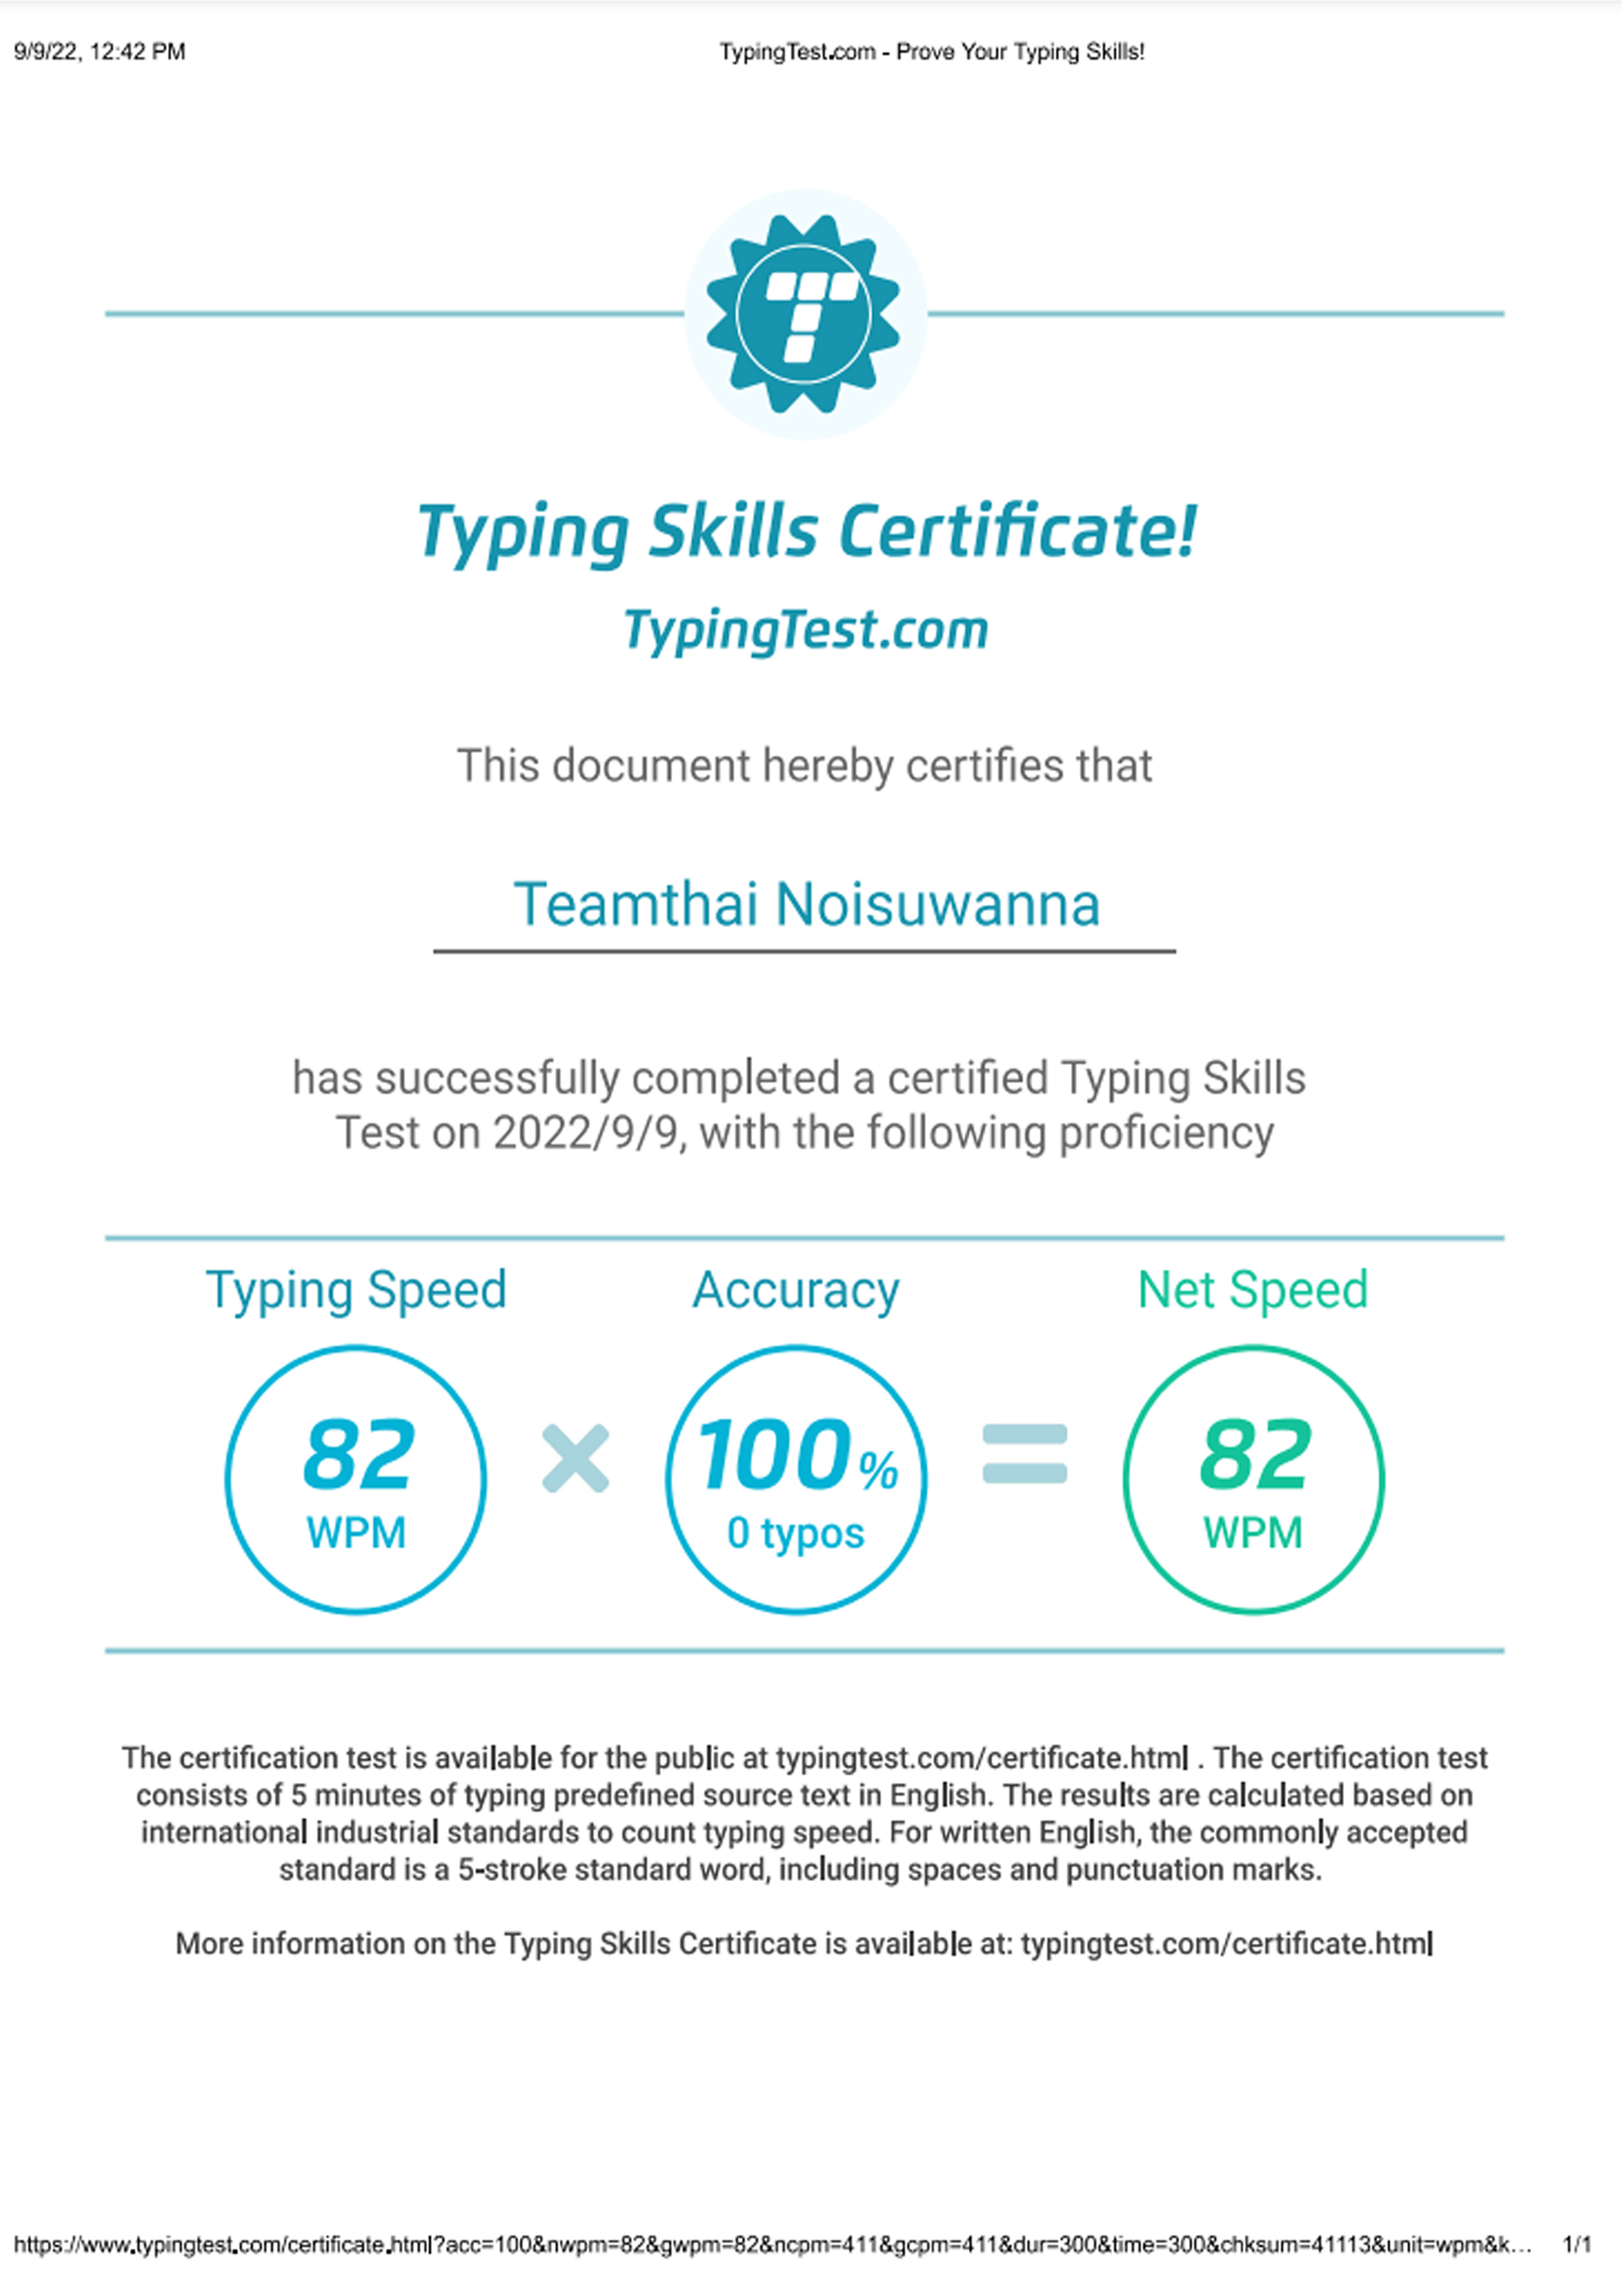 9/9/22, 12:42 PM
TypingTest.com - Prove Your Typing Skills!
Typing Skills Certificate!
TypingTest.com
This document hereby certifies that
Teamthai Noisuwanna
has successfully completed a certified Typing Skills
Test on 2022/9/9, with the following proficiency
Typing Speed
Accuracy
Net Speed
82
WPM
×
100%
0 typos
=
82
WPM
The certification test is available for the public at typingtest.com/certificate.html . The certification test
consists of 5 minutes of typing predefined source text in English. The results are calculated based on
international industrial standards to count typing speed. For written English, the commonly accepted
standard is a 5-stroke standard word, including spaces and punctuation marks.
More information on the Typing Skills Certificate is available at: typingtest.com/certificate.html
https://www.typingtest.com/certificate.html?acc=100&nwpm=82&gwpm=82&ncpm=411&gcpm=411&dur=300&time=300&chksum=41113&unit=wpm&k...
1/1